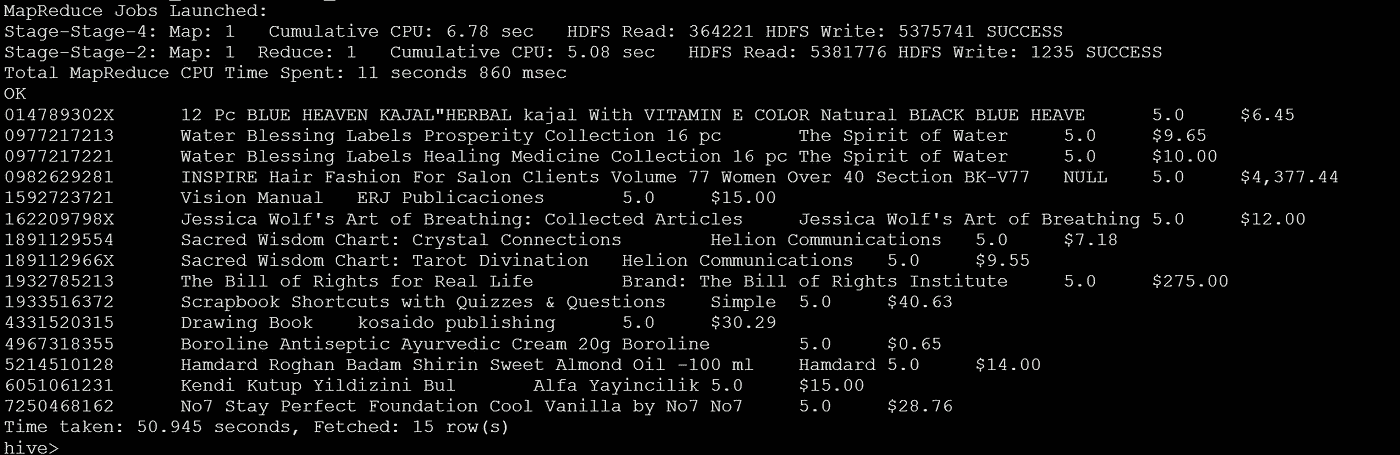 MapReduce Jobs Launched:
Stage-Stage-4: Map: 1   Cumulative CPU: 6.78 sec   HDFS Read: 364221 HDFS Write: 5375741 SUCCESS
Stage-Stage-2: Map: 1  Reduce: 1   Cumulative CPU: 5.08 sec   HDFS Read: 5381776 HDFS Write: 1235 SUCCESS
Total MapReduce CPU Time Spent: 11 seconds 860 msec
OK
014789302X      12 Pc BLUE HEAVEN KAJAL"HERBAL kajal With VITAMIN E COLOR Natural BLACK BLUE HEAVE      5.0     $6.45
0977217213      Water Blessing Labels Prosperity Collection 16 pc       The Spirit of Water     5.0     $9.65
0977217221      Water Blessing Labels Healing Medicine Collection 16 pc The Spirit of Water     5.0     $10.00
0982629281      INSPIRE Hair Fashion For Salon Clients Volume 77 Women Over 40 Section BK-V77   NULL    5.0     $4,377.44
1592723721      Vision Manual   ERJ Publicaciones       5.0     $15.00
162209798X      Jessica Wolf's Art of Breathing: Collected Articles     Jessica Wolf's Art of Breathing 5.0     $12.00
1891129554      Sacred Wisdom Chart: Crystal Connections        Helion Communications   5.0     $7.18
189112966X      Sacred Wisdom Chart: Tarot Divination   Helion Communications   5.0     $9.55
1932785213      The Bill of Rights for Real Life        Brand: The Bill of Rights Institute     5.0     $275.00
1933516372      Scrapbook Shortcuts with Quizzes & Questions    Simple  5.0     $40.63
4331520315      Drawing Book    kosaido publishing      5.0     $30.29
4967318355      Boroline Antiseptic Ayurvedic Cream 20g Boroline        5.0     $0.65
5214510128      Hamdard Roghan Badam Shirin Sweet Almond Oil -100 ml    Hamdard 5.0     $14.00
6051061231      Kendi Kutup Yildizini Bul       Alfa Yayincilik 5.0     $15.00
7250468162      No7 Stay Perfect Foundation Cool Vanilla by No7 No7     5.0     $28.76
Time taken: 50.945 seconds, Fetched: 15 row(s)
hive>